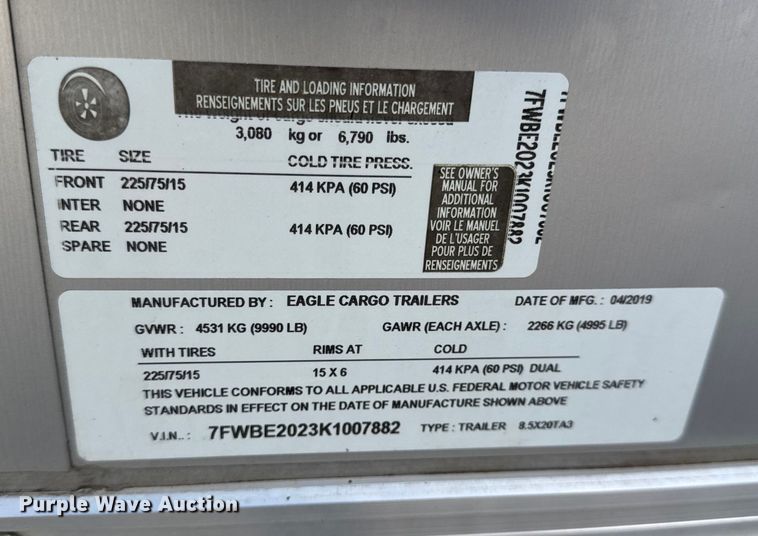 TIRE AND LOADING INFORMATION
RENSEIGNEMENTS SUR LES PNEUS ET LE CHARGEMENT
3,080 kg or 6,790 lbs.
TIRE SIZE COLD TIRE PRESS.
FRONT 225/75/15 414 KPA (60 PSI)
INTER NONE
REAR 225/75/15 414 KPA (60 PSI)
SPARE NONE
SEE OWNER'S
MANUAL FOR
ADDITIONAL
INFORMATION
VOIR LE MANUEL
DE L'USAGER
POUR PLUS DE
RENSEIGNEMENTS
7FWBE2023K1007882
MANUFACTURED BY : EAGLE CARGO TRAILERS DATE OF MFG. : 04/2019
GVWR : 4531 KG (9990 LB) GAWR (EACH AXLE) : 2266 KG (4995 LB)
WITH TIRES RIMS AT COLD
225/75/15 15 X 6 414 KPA (60 PSI) DUAL
THIS VEHICLE CONFORMS TO ALL APPLICABLE U.S. FEDERAL MOTOR VEHICLE SAFETY
STANDARDS IN EFFECT ON THE DATE OF MANUFACTURE SHOWN ABOVE
V.I.N.. : 7FWBE2023K1007882 TYPE : TRAILER 8.5X20TA3
Purple Wave Auction